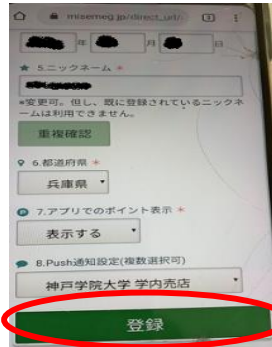 misemeg.jp/direct_url/
年 月 日
★ 5.ニックネーム *
*変更可。但し、既に登録されているニックネ
ームは利用できません。
重複確認
6.都道府県 *
兵庫県
7.アプリでのポイント表示 *
表示する
8.Push通知設定(複数選択可)
神戸学院大学 学内売店
登録